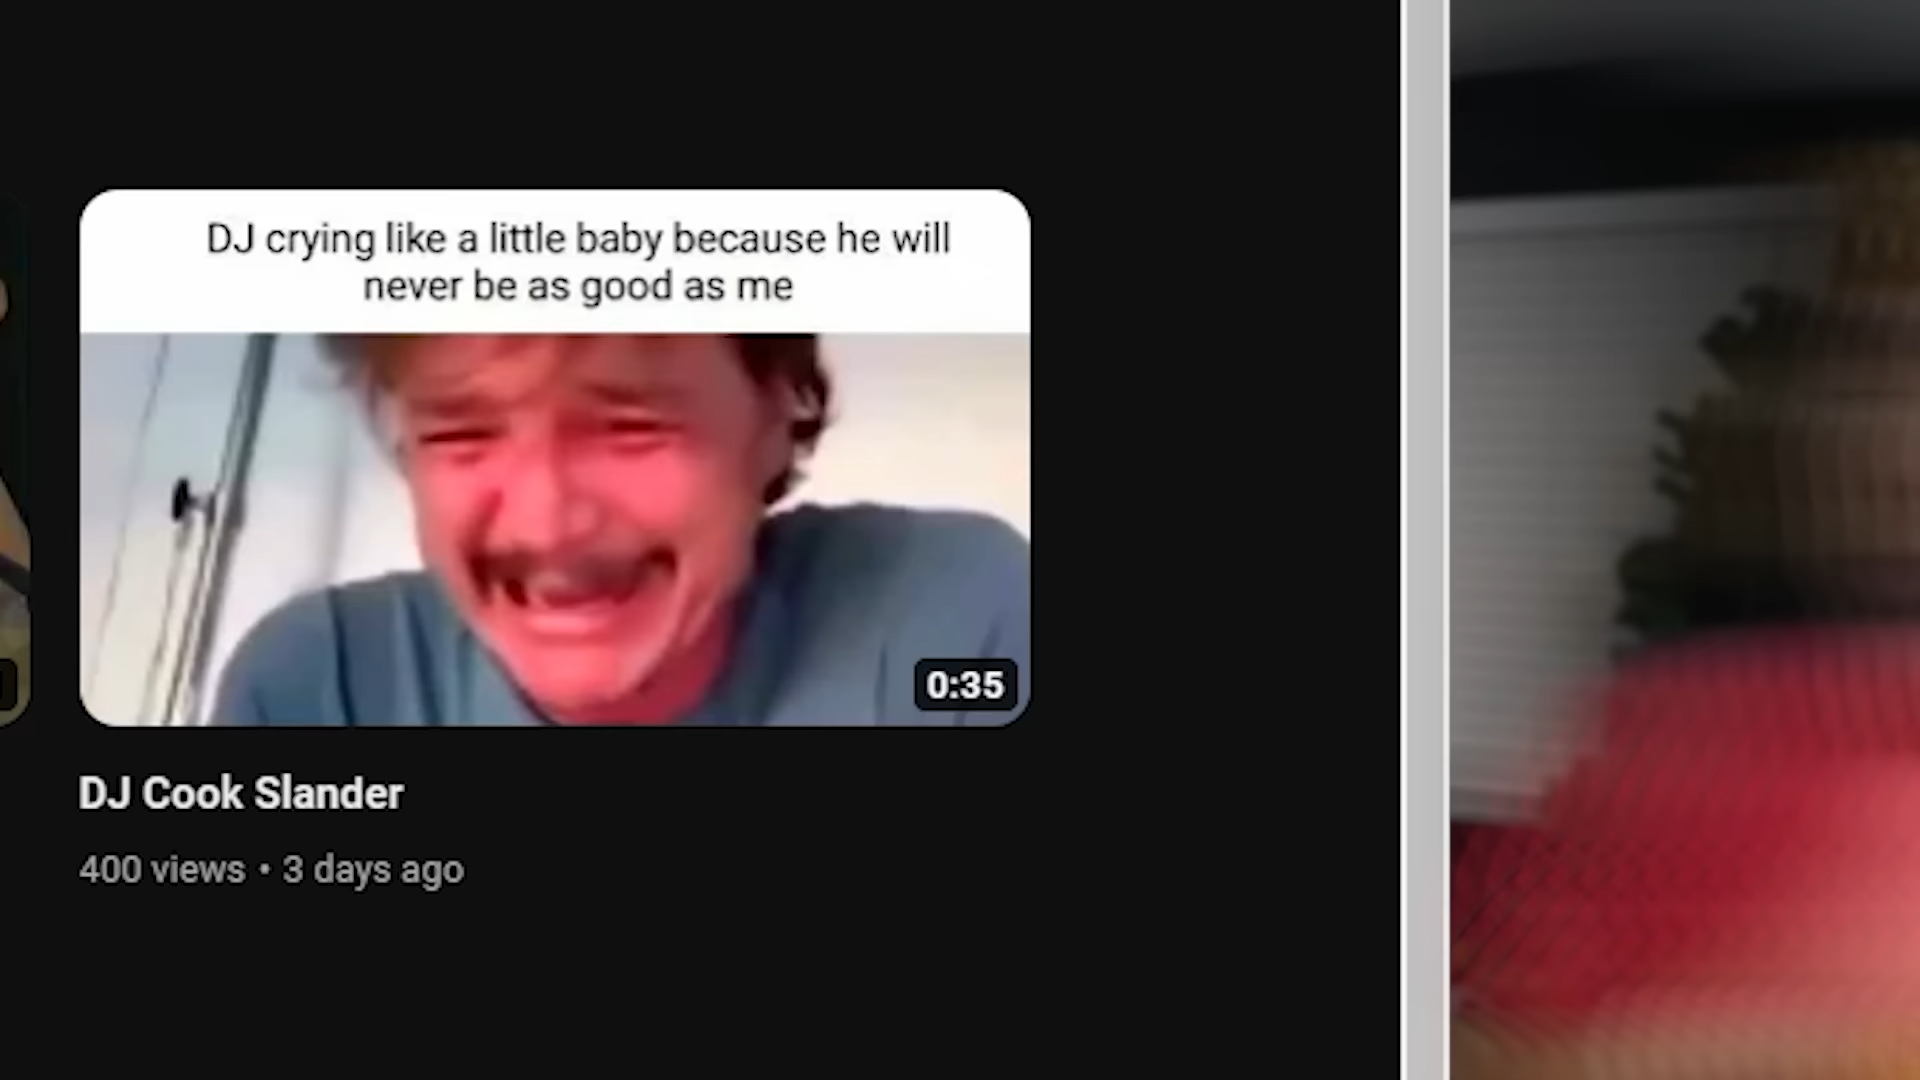 DJ crying like a little baby because he will
never be as good as me
0:35
DJ Cook Slander
400 views • 3 days ago